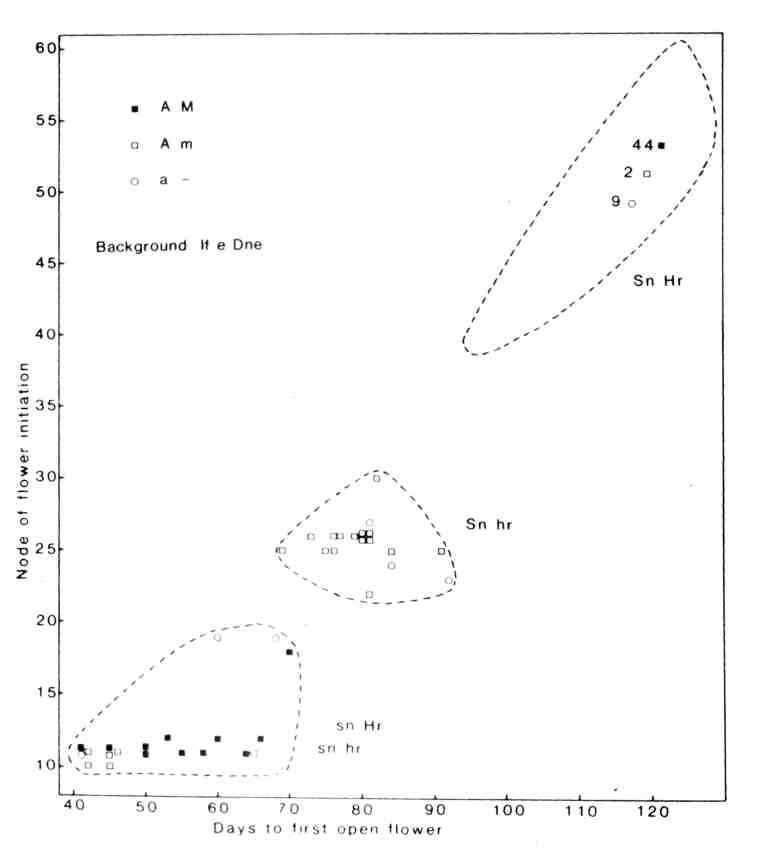 60
55
50
45
40
35
30
25
20
15
10
Node of flower initiation
A M
A m
a -
Background lf e Dne
44
2
9
Sn Hr
Sn hr
sn Hr
sn hr
40 50 60 70 80 90 100 110 120
Days to first open flower